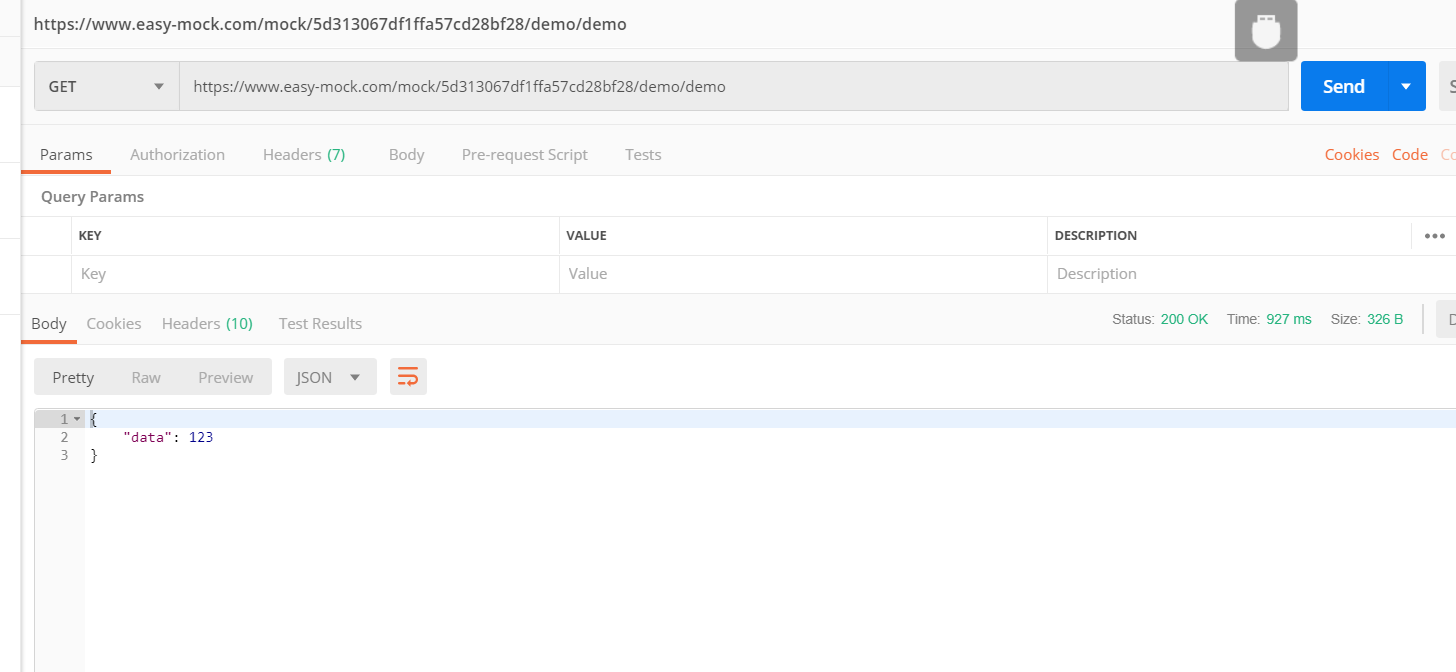 https://www.easy-mock.com/mock/5d313067df1ffa57cd28bf28/demo/demo
GET https://www.easy-mock.com/mock/5d313067df1ffa57cd28bf28/demo/demo Send S
Params Authorization Headers (7) Body Pre-request Script Tests Cookies Code Co
Query Params
KEY VALUE DESCRIPTION •••
Key Value Description
Body Cookies Headers (10) Test Results Status: 200 OK Time: 927 ms Size: 326 B D
Pretty Raw Preview JSON
1 {
2 "data": 123
3 }